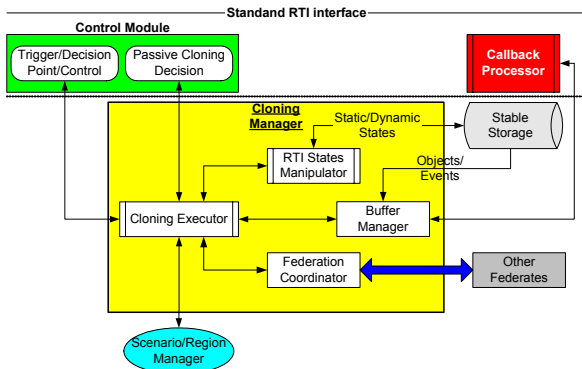 Standand RTI interface
Control Module
Trigger/Decision
Point/Control
Passive Cloning
Decision
Callback
Processor
Cloning
Manager
Static/Dynamic
States
Stable
Storage
RTI States
Manipulator
Objects/
Events
Cloning Executor
Buffer
Manager
Federation
Coordinator
Other
Federates
Scenario/Region
Manager